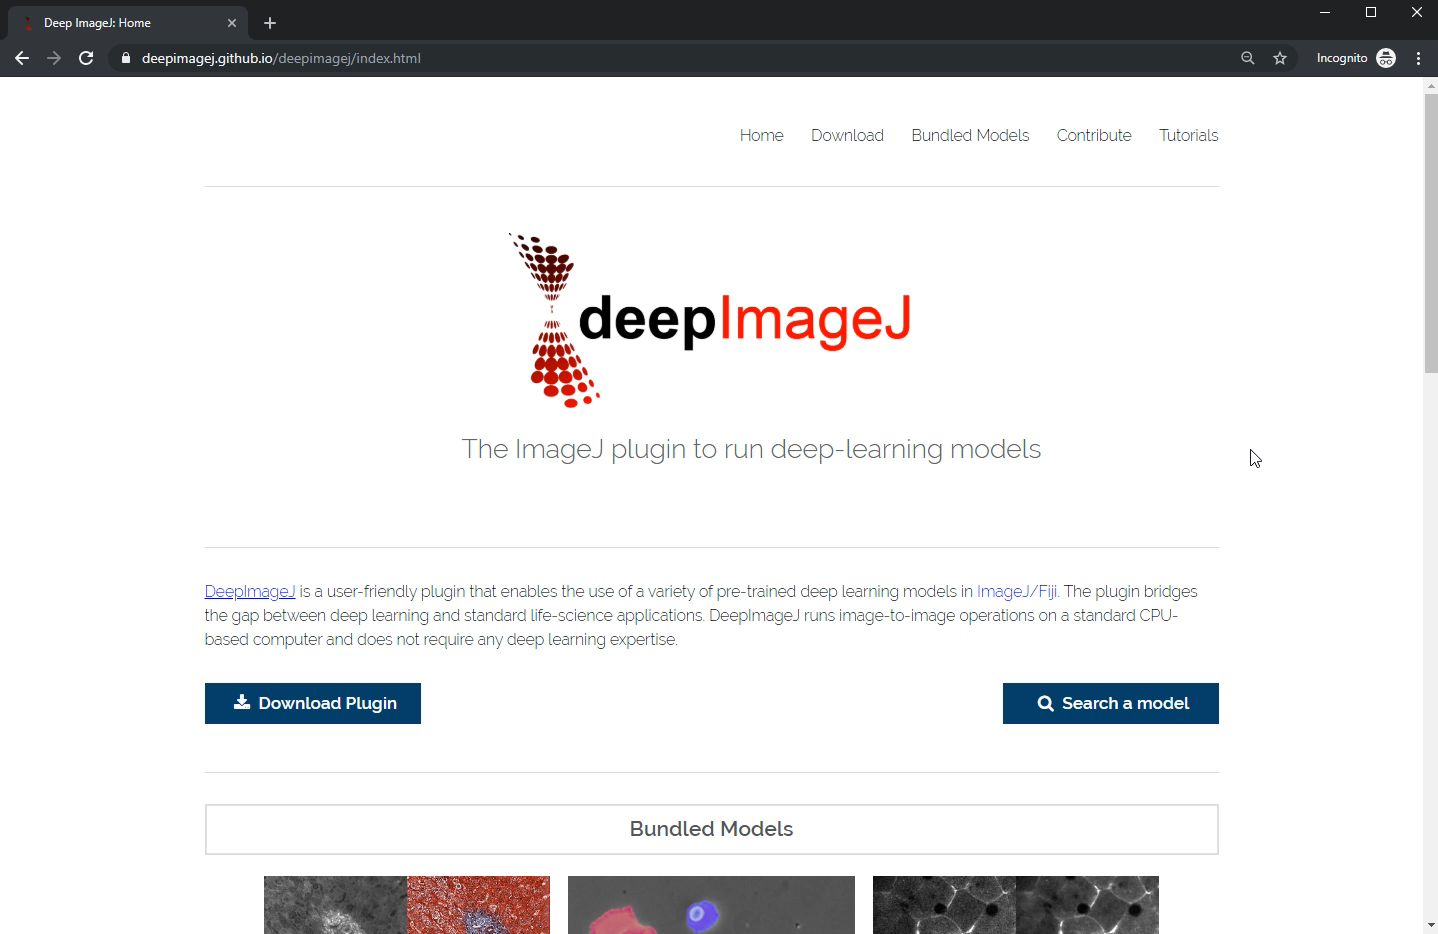 Deep ImageJ: Home
deepimagej.github.io/deepimagej/index.html
Incognito
Home Download Bundled Models Contribute Tutorials
deepImageJ
The ImageJ plugin to run deep-learning models
DeepImageJ is a user-friendly plugin that enables the use of a variety of pre-trained deep learning models in ImageJ/Fiji. The plugin bridges
the gap between deep learning and standard life-science applications. DeepImageJ runs image-to-image operations on a standard CPU-
based computer and does not require any deep learning expertise.
Download Plugin
Search a model
Bundled Models